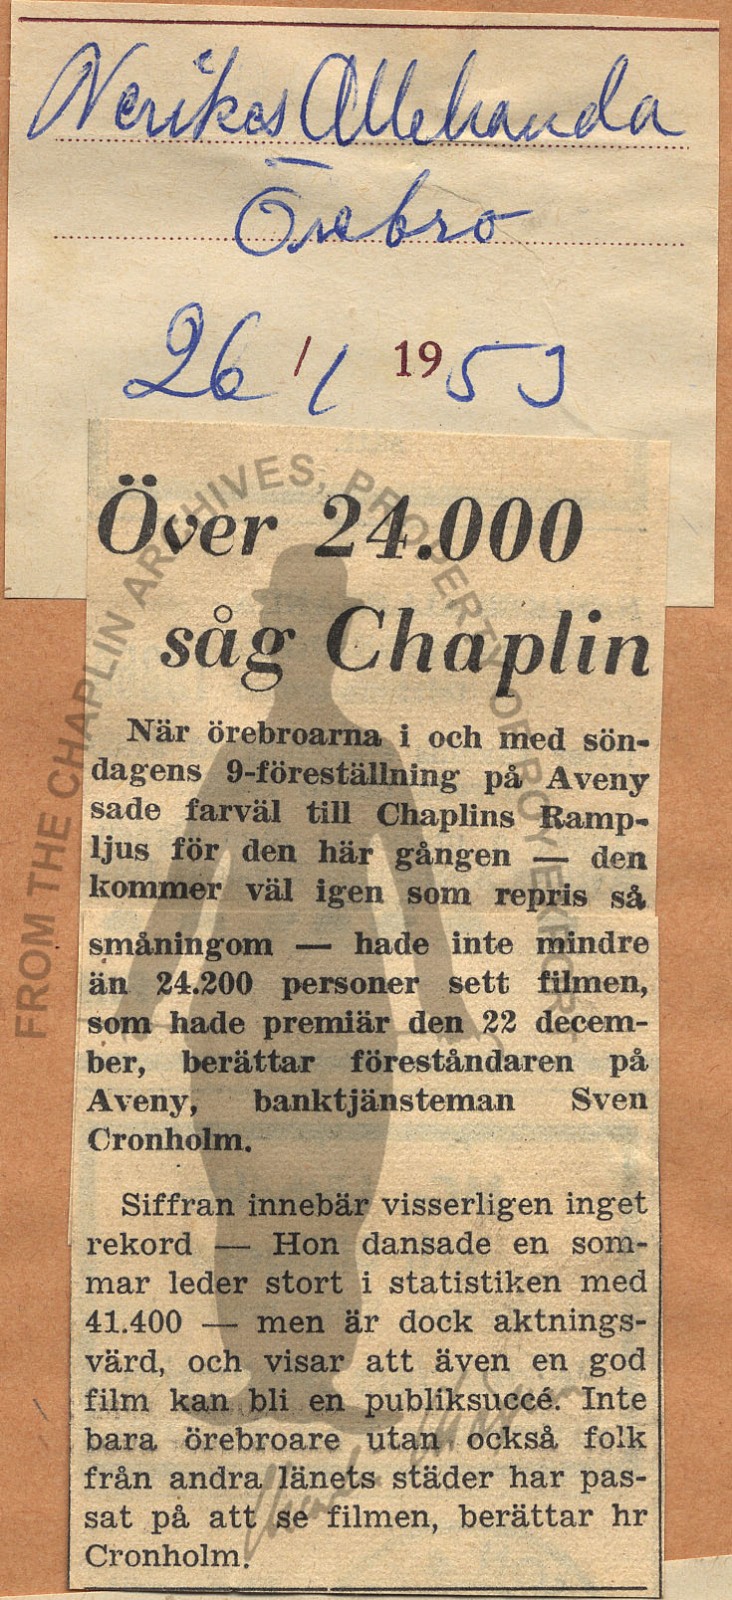 Nerikes Allehanda
Örebro
26 / 1 1953
Över 24.000
såg Chaplin
När örebroarna i och med sön-
dagens 9-föreställning på Aveny
sade farväl till Chaplins Ramp-
ljus för den här gången — den
kommer väl igen som repris så
småningom — hade inte mindre
än 24.200 personer sett filmen,
som hade premiär den 22 decem-
ber, berättar föreståndaren på
Aveny, banktjänsteman Sven
Cronholm.
Siffran innebär visserligen inget
rekord — Hon dansade en som-
mar leder stort i statistiken med
41.400 — men är dock aktnings-
värd, och visar att även en god
film kan bli en publiksuccé. Inte
bara örebroare utan också folk
från andra länets städer har pas-
sat på att se filmen, berättar hr
Cronholm.
FROM THE CHAPLIN ARCHIVES, PROPERTY OF ROY EXPORT